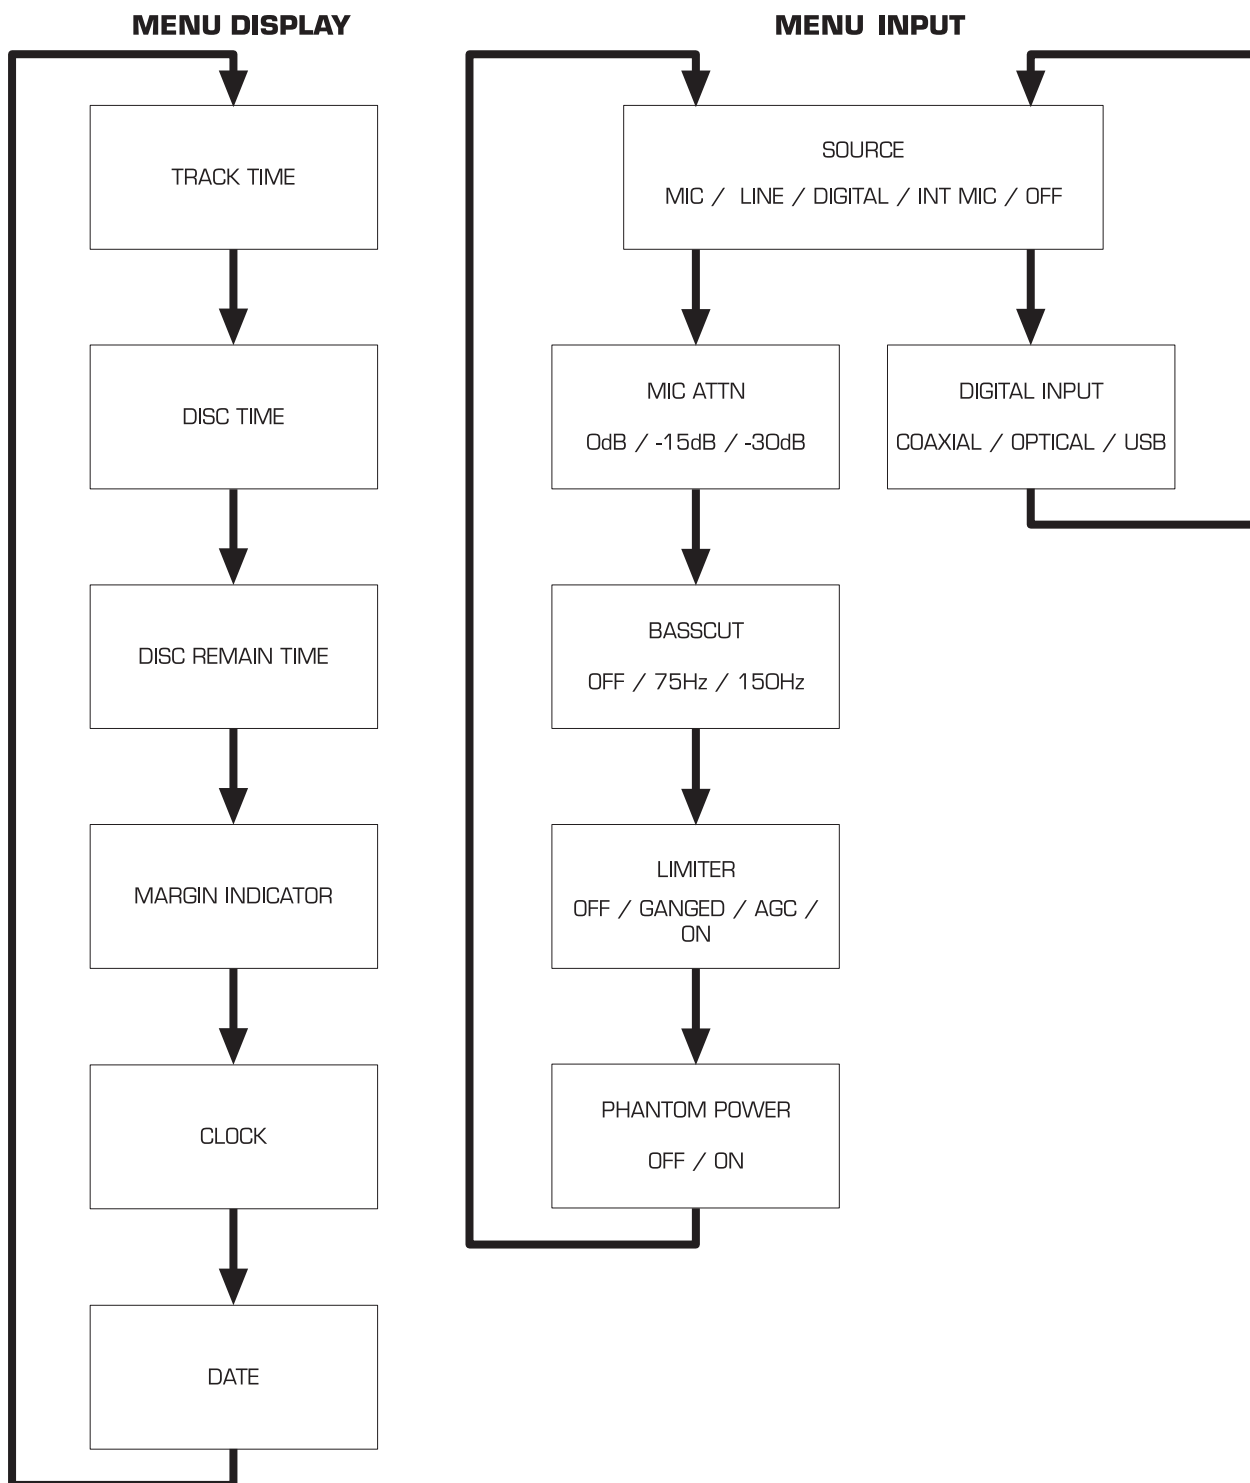 MENU DISPLAY
TRACK TIME
DISC TIME
DISC REMAIN TIME
MARGIN INDICATOR
CLOCK
DATE
MENU INPUT
SOURCE
MIC / LINE / DIGITAL / INT MIC / OFF
MIC ATTN
0dB / -15dB / -30dB
DIGITAL INPUT
COAXIAL / OPTICAL / USB
BASSCUT
OFF / 75Hz / 150Hz
LIMITER
OFF / GANGED / AGC /
ON
PHANTOM POWER
OFF / ON